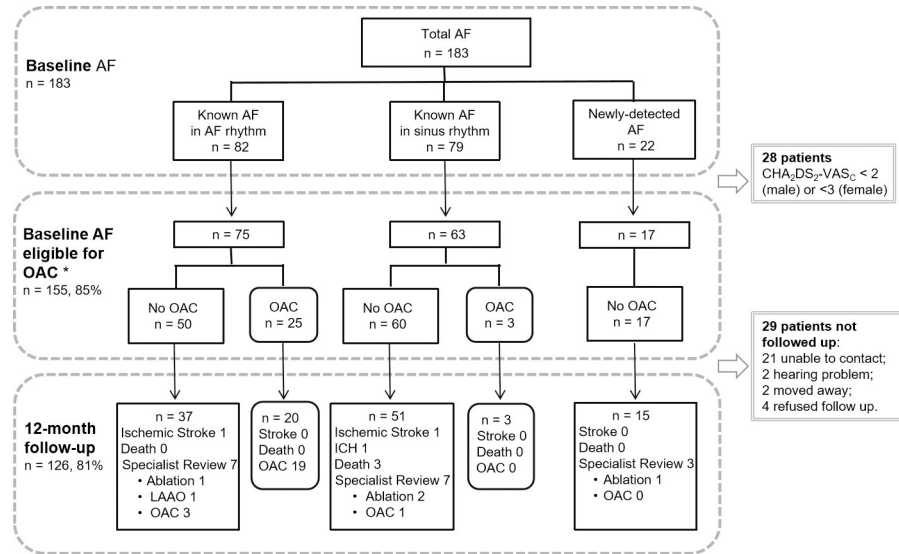 Total AF
n = 183
Baseline AF
n = 183
Known AF
in AF rhythm
n = 82
Known AF
in sinus rhythm
n = 79
Newly-detected
AF
n = 22
28 patients
CHA₂DS₂-VASc < 2
(male) or <3 (female)
Baseline AF
eligible for
OAC *
n = 155, 85%
n = 75
n = 63
n = 17
No OAC
n = 50
OAC
n = 25
No OAC
n = 60
OAC
n = 3
No OAC
n = 17
29 patients not
followed up:
21 unable to contact;
2 hearing problem;
2 moved away;
4 refused follow up.
12-month
follow-up
n = 126, 81%
n = 37
Ischemic Stroke 1
Death 0
Specialist Review 7
• Ablation 1
• LAAO 1
• OAC 3
n = 20
Stroke 0
Death 0
OAC 19
n = 51
Ischemic Stroke 1
ICH 1
Death 3
Specialist Review 7
• Ablation 2
• OAC 1
n = 3
Stroke 0
Death 0
OAC 0
n = 15
Stroke 0
Death 0
Specialist Review 3
• Ablation 1
• OAC 0